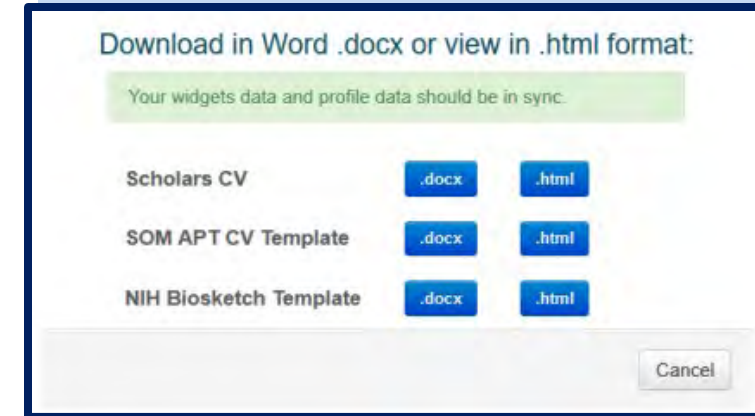 Download in Word .docx or view in .html format:
Your widgets data and profile data should be in sync.
Scholars CV .docx .html
SOM APT CV Template .docx .html
NIH Biosketch Template .docx .html
Cancel